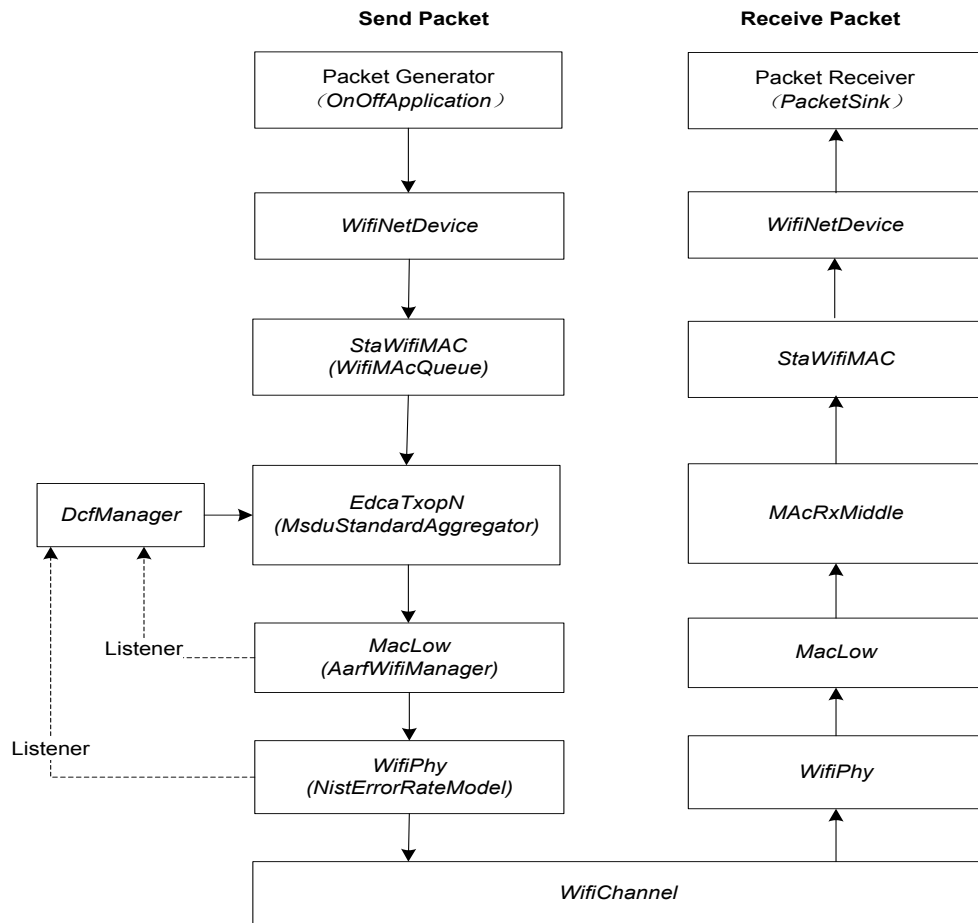 Send Packet
Receive Packet
Packet Generator
（OnOffApplication）
Packet Receiver
（PacketSink）
WifiNetDevice
WifiNetDevice
StaWifiMAC
(WifiMAcQueue)
StaWifiMAC
DcfManager
EdcaTxopN
(MsduStandardAggregator)
MAcRxMiddle
Listener
MacLow
(AarfWifiManager)
MacLow
Listener
WifiPhy
(NistErrorRateModel)
WifiPhy
WifiChannel